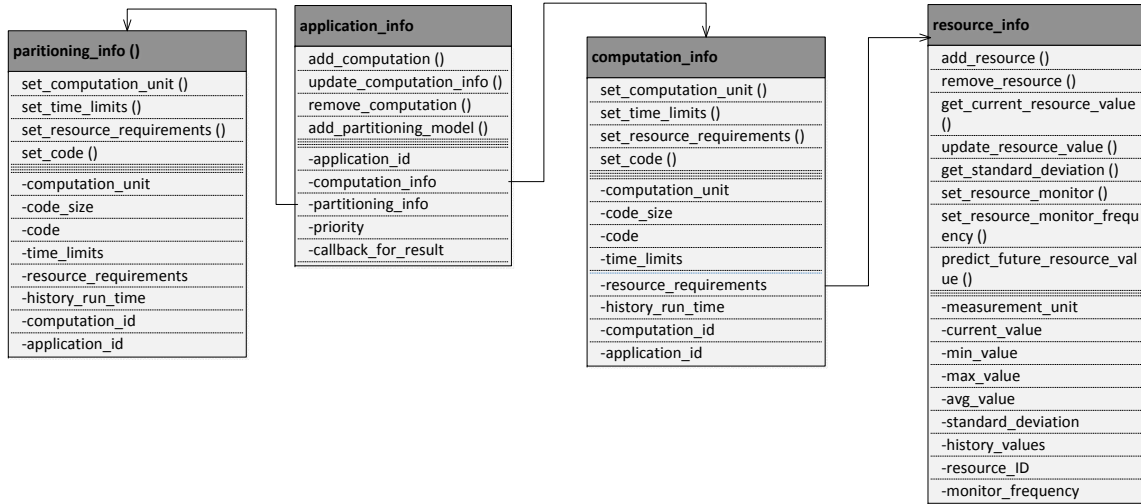 paritioning_info ()
set_computation_unit ()
set_time_limits ()
set_resource_requirements ()
set_code ()
-computation_unit
-code_size
-code
-time_limits
-resource_requirements
-history_run_time
-computation_id
-application_id
application_info
add_computation ()
update_computation_info ()
remove_computation ()
add_partitioning_model ()
-application_id
-computation_info
-partitioning_info
-priority
-callback_for_result
computation_info
set_computation_unit ()
set_time_limits ()
set_resource_requirements ()
set_code ()
-computation_unit
-code_size
-code
-time_limits
-resource_requirements
-history_run_time
-computation_id
-application_id
resource_info
add_resource ()
remove_resource ()
get_current_resource_value
()
update_resource_value ()
get_standard_deviation ()
set_resource_monitor ()
set_resource_monitor_frequ
ency ()
predict_future_resource_val
ue ()
-measurement_unit
-current_value
-min_value
-max_value
-avg_value
-standard_deviation
-history_values
-resource_ID
-monitor_frequency